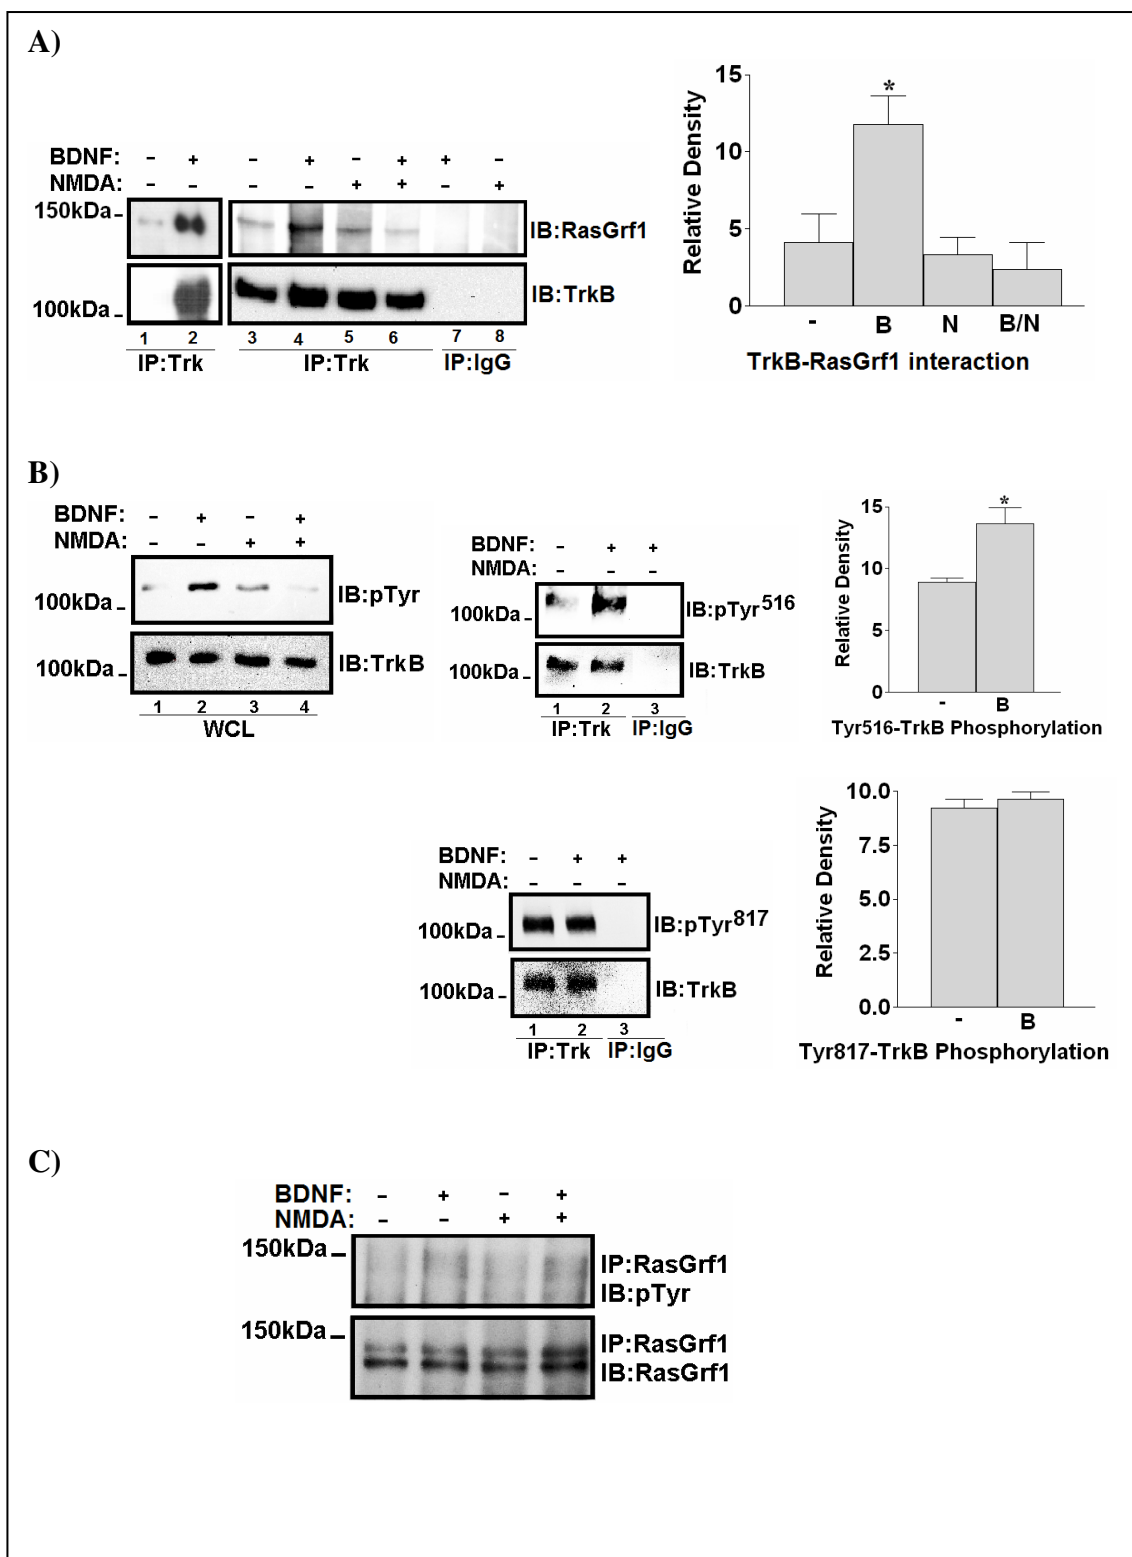 A)
BDNF: - + - + - + + -
NMDA: - - - - + + - +
150kDa
IB:RasGrf1
100kDa
IB:TrkB
1 2 3 4 5 6 7 8
IP:Trk IP:Trk IP:IgG
Relative Density
15
10
5
0
*
- B N B/N
TrkB-RasGrf1 interaction
B)
BDNF: - + - +
NMDA: - - + +
100kDa
IB:pTyr
100kDa
IB:TrkB
1 2 3 4
WCL
BDNF: - + +
NMDA: - - -
100kDa
IB:pTyr516
100kDa
IB:TrkB
1 2 3
IP:Trk IP:IgG
Relative Density
15
10
5
0
*
- B
Tyr516-TrkB Phosphorylation
BDNF: - + +
NMDA: - - -
100kDa
IB:pTyr817
100kDa
IB:TrkB
1 2 3
IP:Trk IP:IgG
Relative Density
10.0
7.5
5.0
2.5
0.0
- B
Tyr817-TrkB Phosphorylation
C)
BDNF: - + - +
NMDA: - - + +
150kDa
IP:RasGrf1
IB:pTyr
150kDa
IP:RasGrf1
IB:RasGrf1